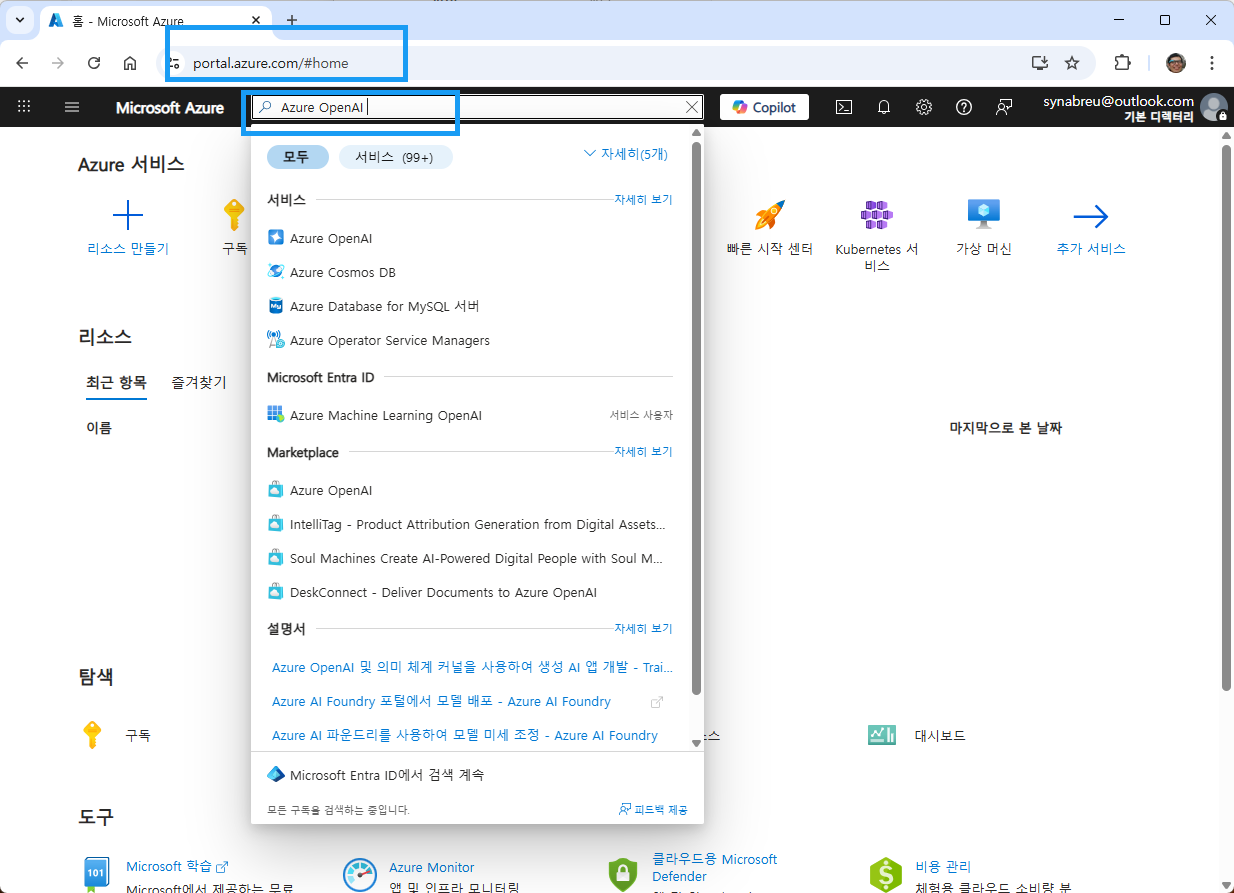 홈 - Microsoft Azure
portal.azure.com/#home
Microsoft Azure
Azure OpenAI
Copilot
synabreu@outlook.com
기본 디렉터리
Azure 서비스
리소스 만들기
구독
빠른 시작 센터
Kubernetes 서
비스
가상 머신
추가 서비스
모두
서비스 (99+)
자세히(5개)
서비스
자세히 보기
Azure OpenAI
Azure Cosmos DB
Azure Database for MySQL 서버
Azure Operator Service Managers
Microsoft Entra ID
Azure Machine Learning OpenAI
서비스 사용자
Marketplace
자세히 보기
Azure OpenAI
IntelliTag - Product Attribution Generation from Digital Assets...
Soul Machines Create AI-Powered Digital People with Soul M...
DeskConnect - Deliver Documents to Azure OpenAI
설명서
자세히 보기
Azure OpenAI 및 의미 체계 커널을 사용하여 생성 AI 앱 개발 - Trai...
Azure AI Foundry 포털에서 모델 배포 - Azure AI Foundry
Azure AI 파운드리를 사용하여 모델 미세 조정 - Azure AI Foundry
Microsoft Entra ID에서 검색 계속
모든 구독을 검색하는 중입니다.
피드백 제공
리소스
최근 항목
즐겨찾기
이름
마지막으로 본 날짜
탐색
구독
스
대시보드
도구
101
Microsoft 학습
Microsoft에서 제공하는 무료
Azure Monitor
앱 및 인프라 모니터링
클라우드용 Microsoft
Defender
비용 관리
체험용 클라우드 소비량 분